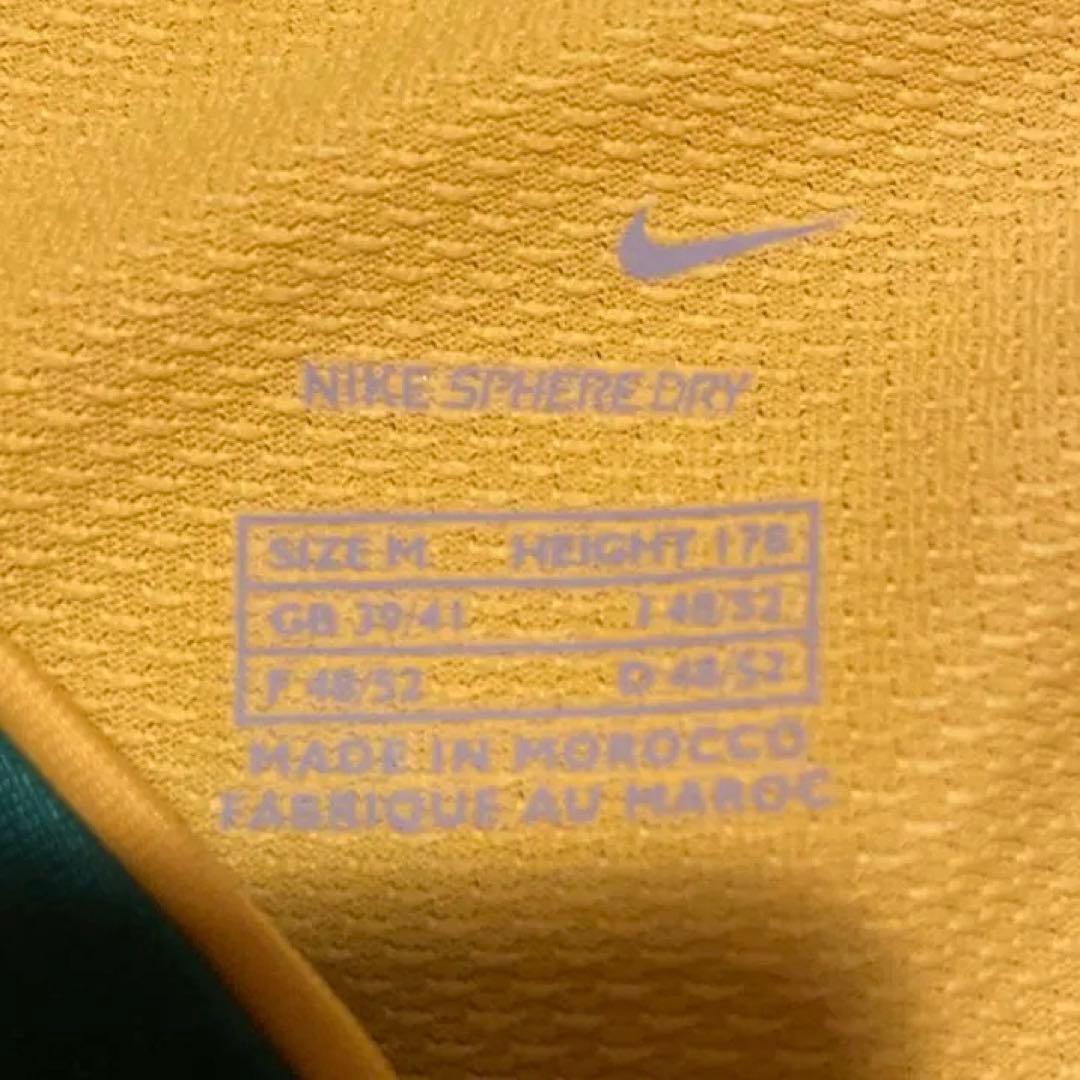 NIKE SPHERE DRY
SIZE M HEIGHT 178
GB 39/41 I 48/52
F 48/52 D 48/52
MADE IN MOROCCO
FABRIQUE AU MAROC